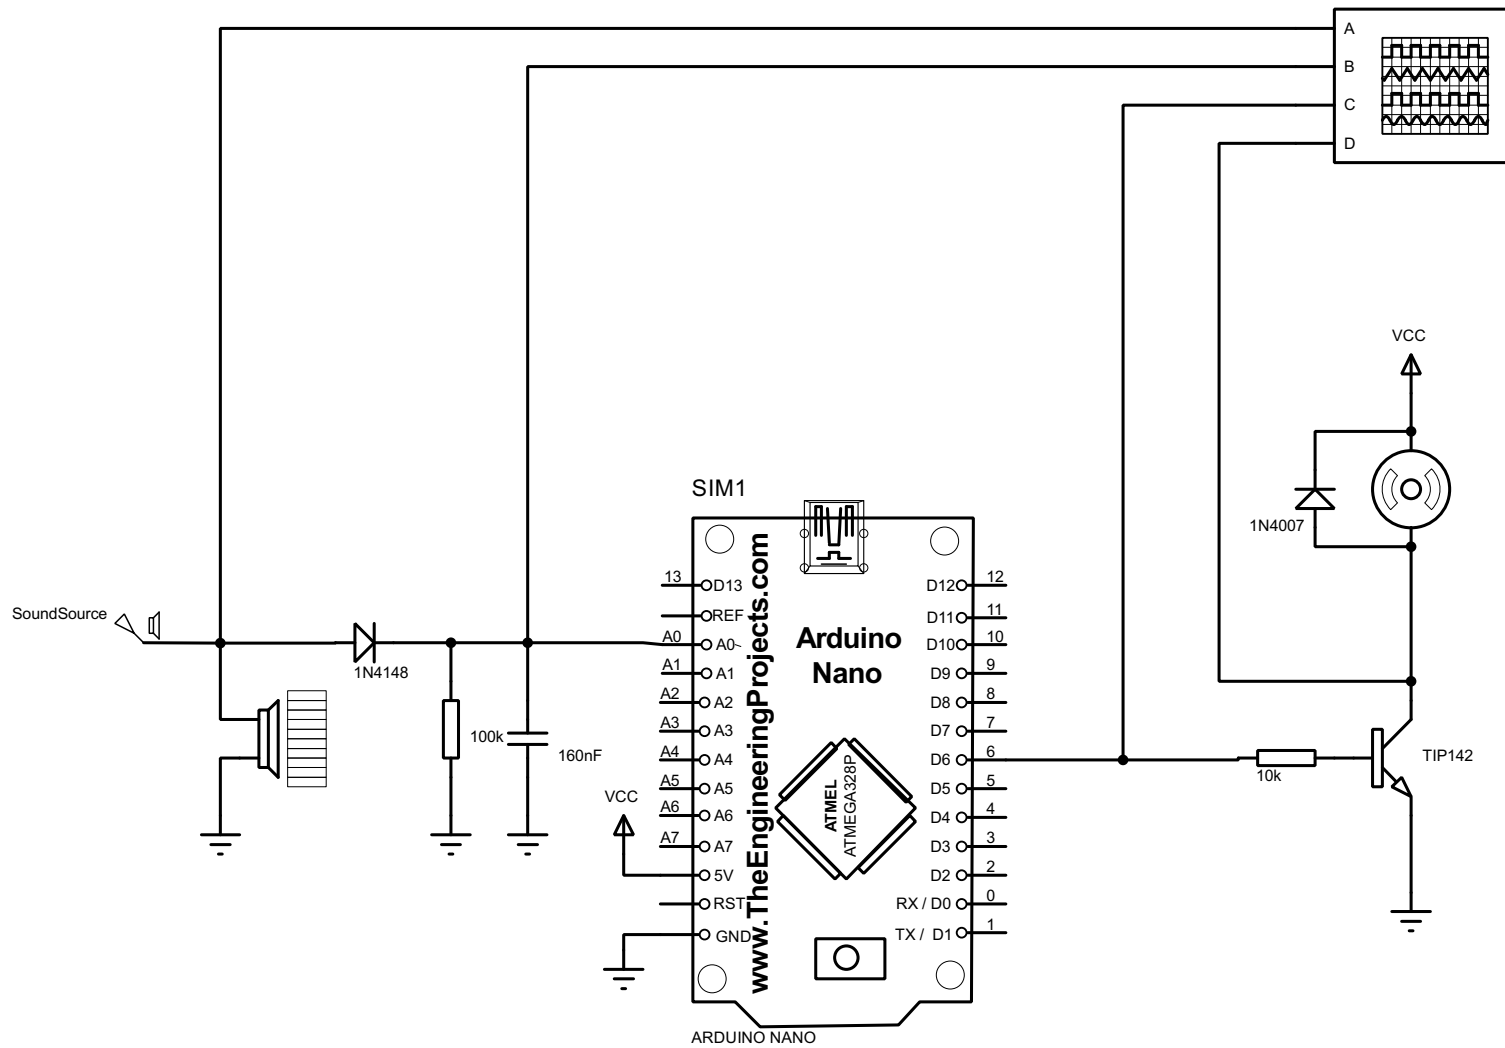 A
B
C
D
VCC
1N4007
TIP142
10k
SoundSource
1N4148
100k
160nF
VCC
SIM1
www.TheEngineeringProjects.com
Arduino
Nano
ATMEL
ATMEGA328P
13 D13
REF
A0 A0~
A1 A1
A2 A2
A3 A3
A4 A4
A5 A5
A6 A6
A7 A7
5V
RST
GND
D12 12
D11 11
D10 10
D9 9
D8 8
D7 7
D6 6
D5 5
D4 4
D3 3
D2 2
RX / D0 0
TX / D1 1
ARDUINO NANO